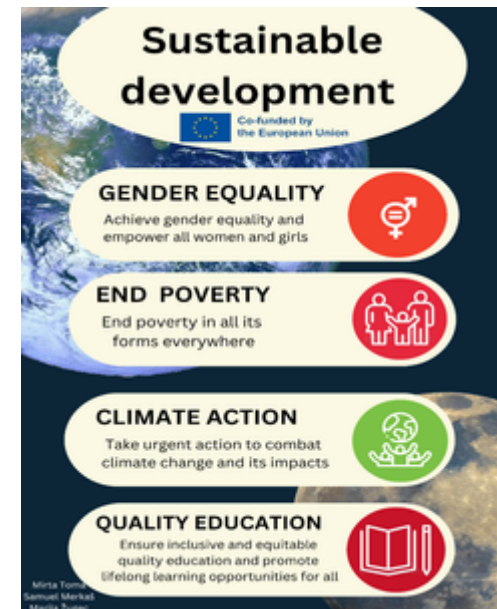 Sustainable
development
Co-funded by
the European Union
GENDER EQUALITY
Achieve gender equality and
empower all women and girls
END POVERTY
End poverty in all its
forms everywhere
CLIMATE ACTION
Take urgent action to combat
climate change and its impacts
QUALITY EDUCATION
Ensure inclusive and equitable
quality education and promote
lifelong learning opportunities for all
Mirta Toma
Samuel Merkaš
Marija